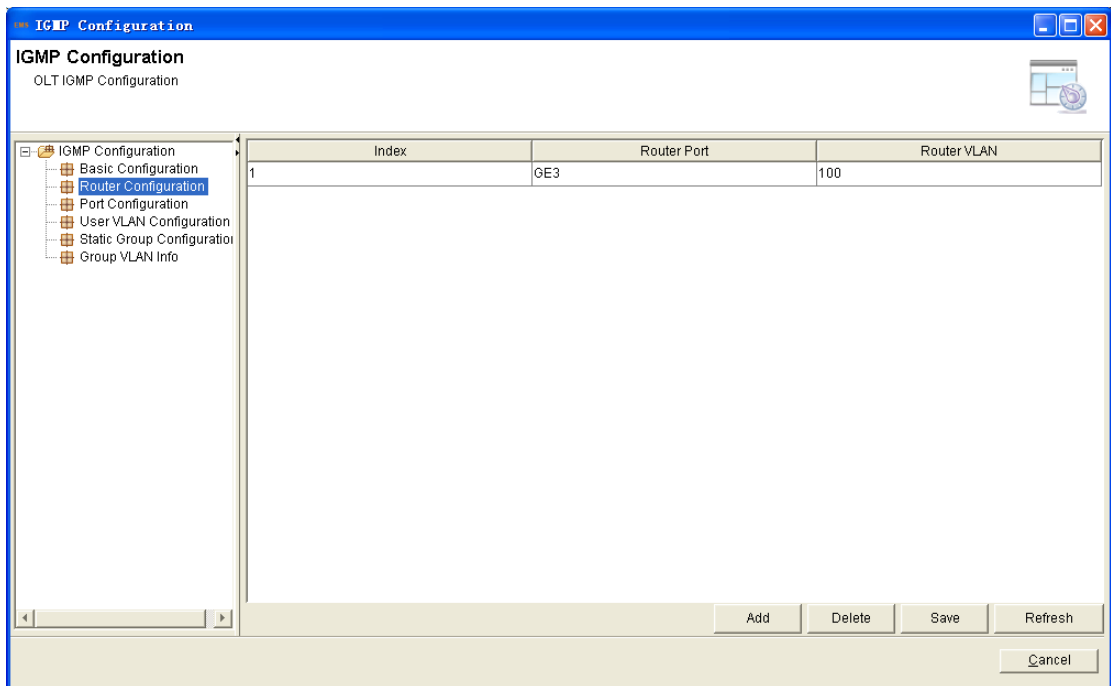 IGMP Configuration
IGMP Configuration
OLT IGMP Configuration
IGMP Configuration
Basic Configuration
Router Configuration
Port Configuration
User VLAN Configuration
Static Group Configuration
Group VLAN Info
Index Router Port Router VLAN
1 GE3 100
Add Delete Save Refresh
Cancel